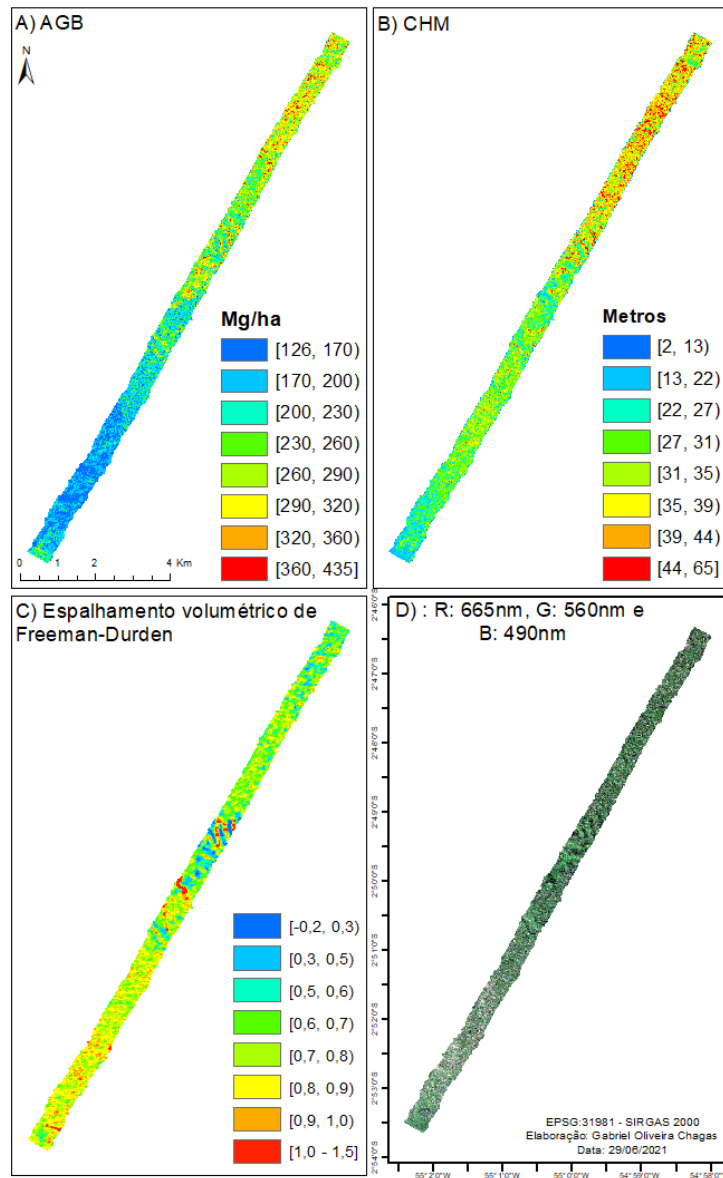 A) AGB
N
Mg/ha
[126, 170)
[170, 200)
[200, 230)
[230, 260)
[260, 290)
[290, 320)
[320, 360)
[360, 435]
0 1 2 4 Km
B) CHM
Metros
[2, 13)
[13, 22)
[22, 27)
[27, 31)
[31, 35)
[35, 39)
[39, 44)
[44, 65]
C) Espalhamento volumétrico de
Freeman-Durden
[-0,2, 0,3)
[0.3, 0,5)
[0,5, 0,6)
[0.6, 0,7)
[0,7, 0,8)
[0,8, 0,9)
[0,9, 1,0)
[1,0 - 1,5]
D) : R: 665nm, G: 560nm e
B: 490nm
2°46'0"S
2°47'0"S
2°48'0"S
2°49'0"S
2°50'0"S
2°51'0"S
2°52'0"S
2°53'0"S
2°54'0"S
EPSG:31981 - SIRGAS 2000
Elaboração: Gabriel Oliveira Chagas
Data: 29/06/2021
55°2'0"W
55°1'0"W
55°0'0"W
54°59'0"W
54°58'0"W